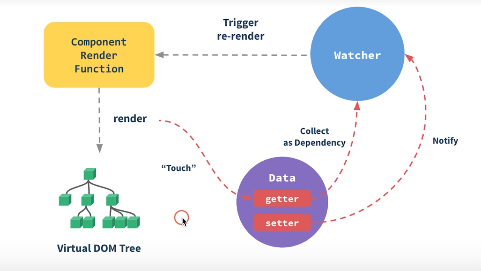 Trigger
re-render
Component
Render
Function
Watcher
render
Collect
as Dependency
Notify
“Touch”
Data
getter
setter
Virtual DOM Tree